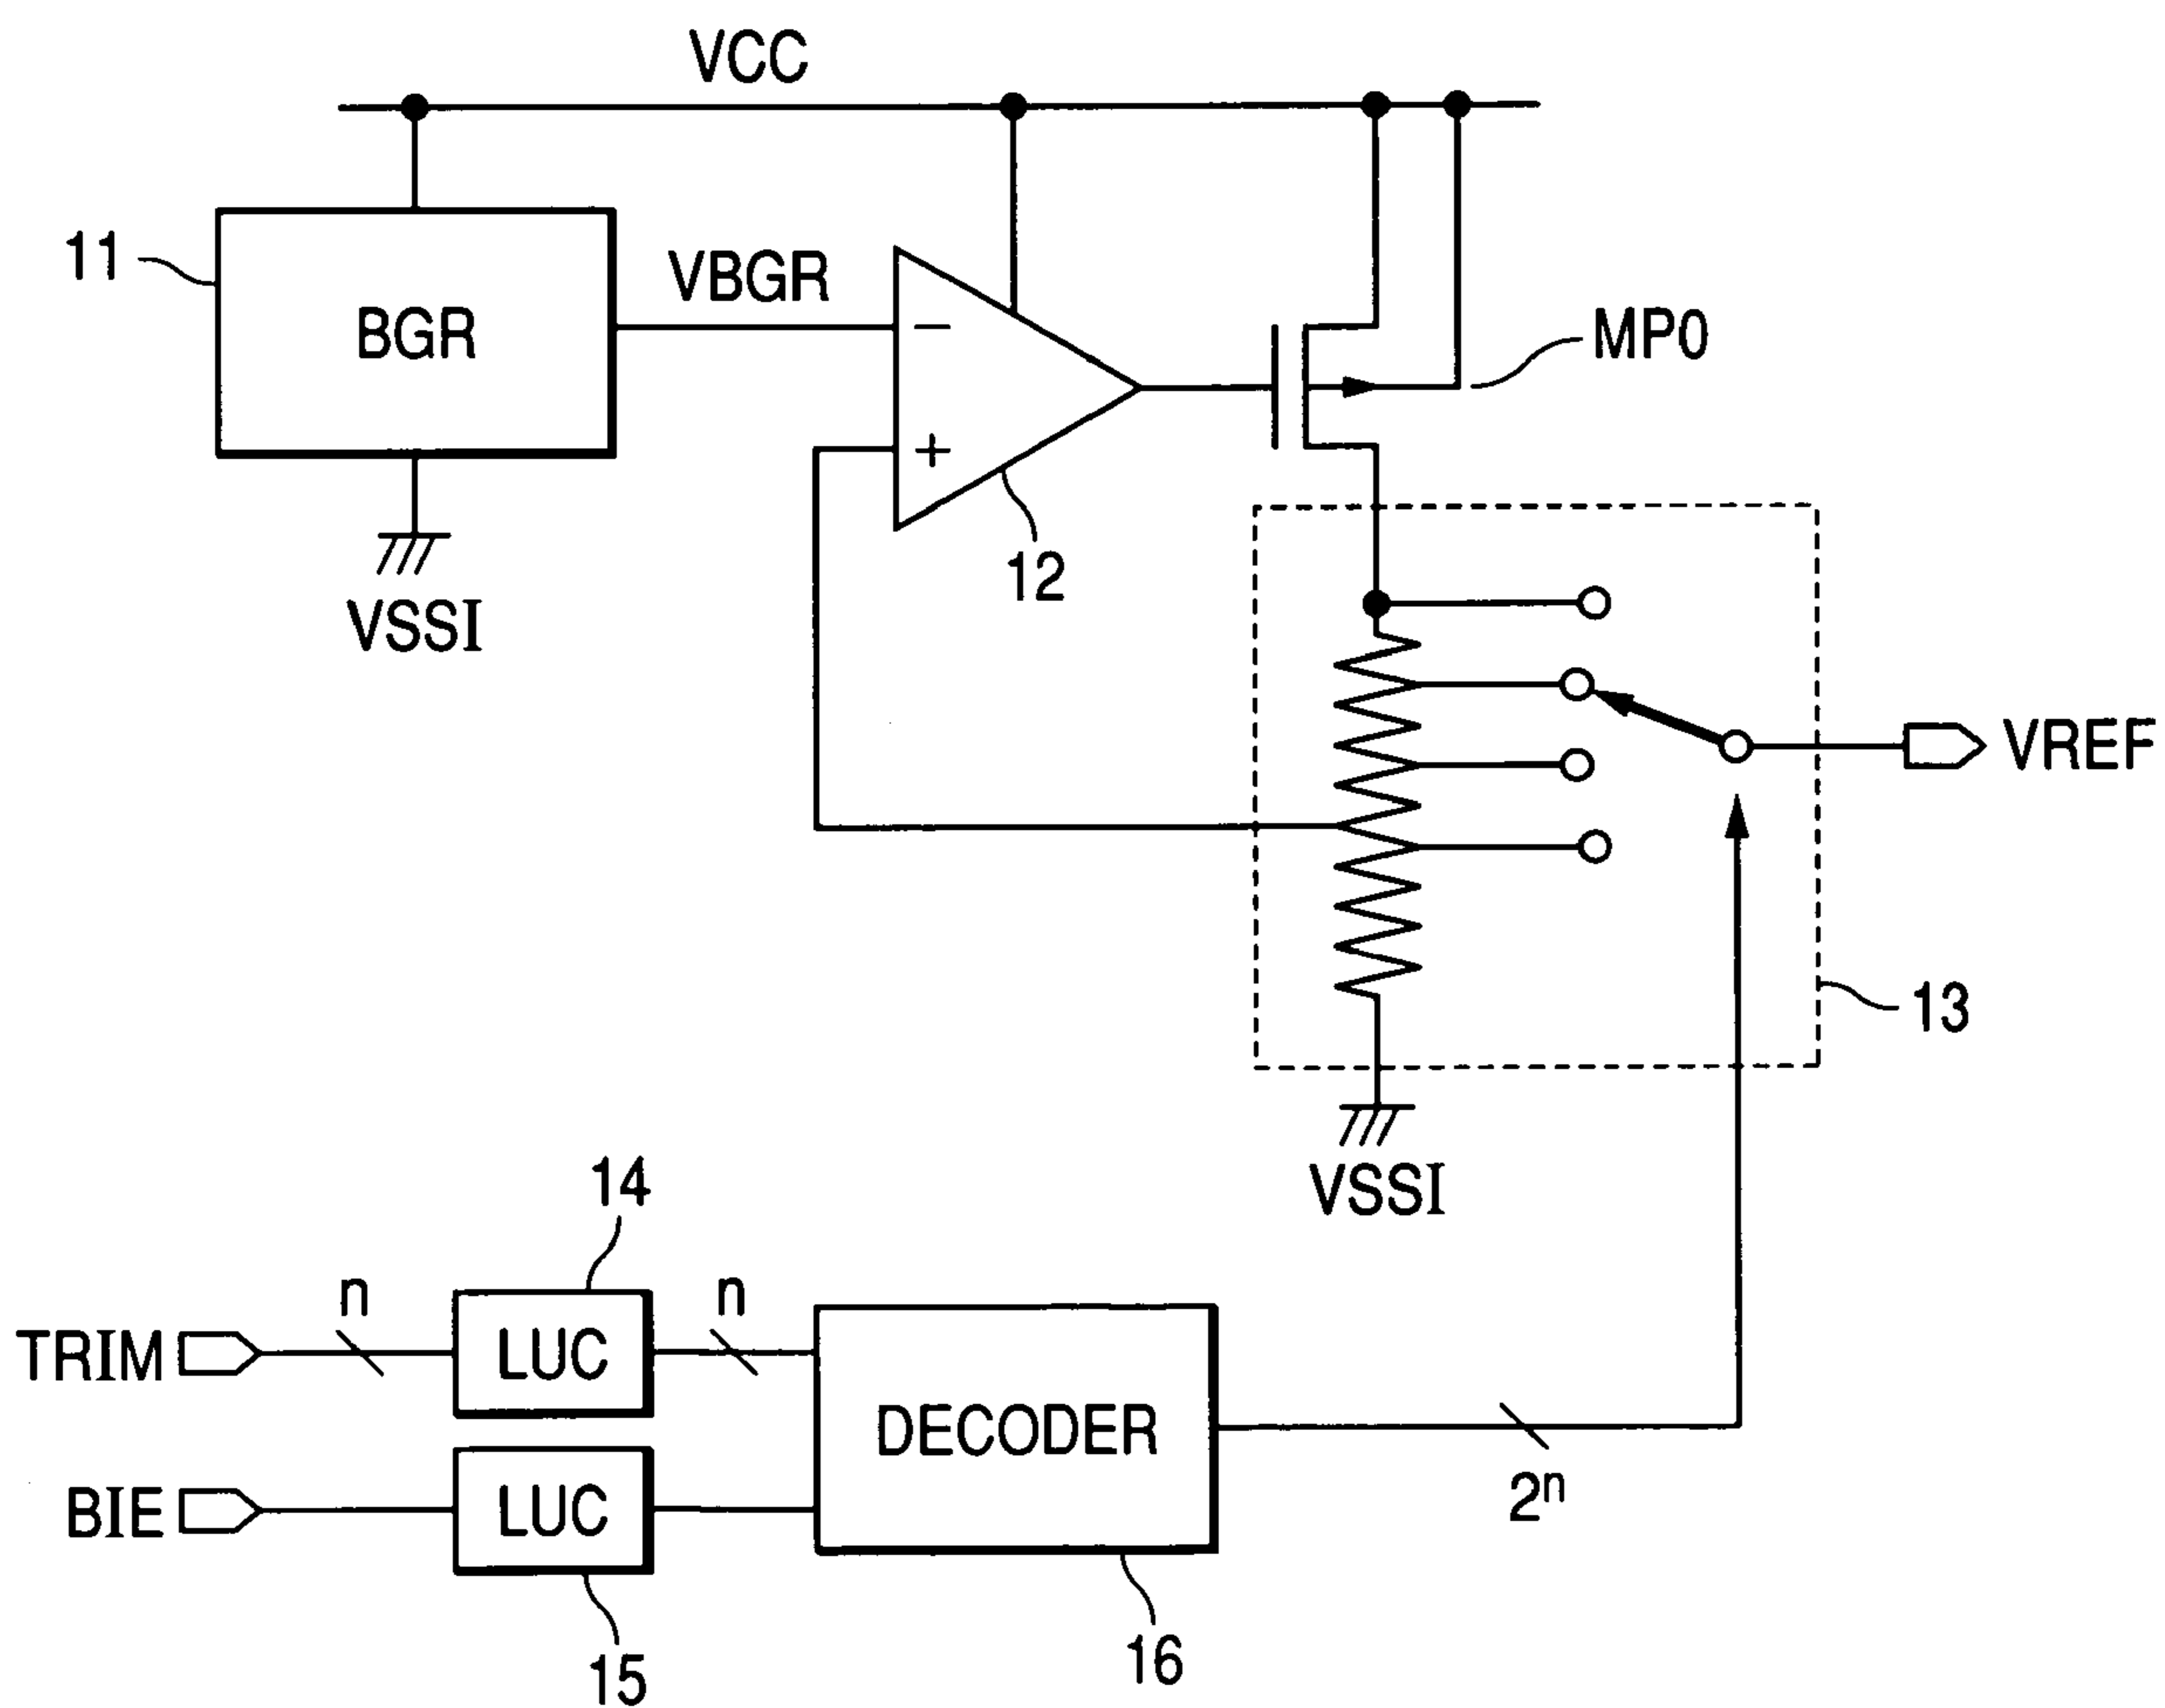 VCC
11
BGR
VBGR
−
+
12
MP0
VSSI
VREF
13
VSSI
14
n
n
TRIM
LUC
DECODER
BIE
LUC
2ⁿ
15
16